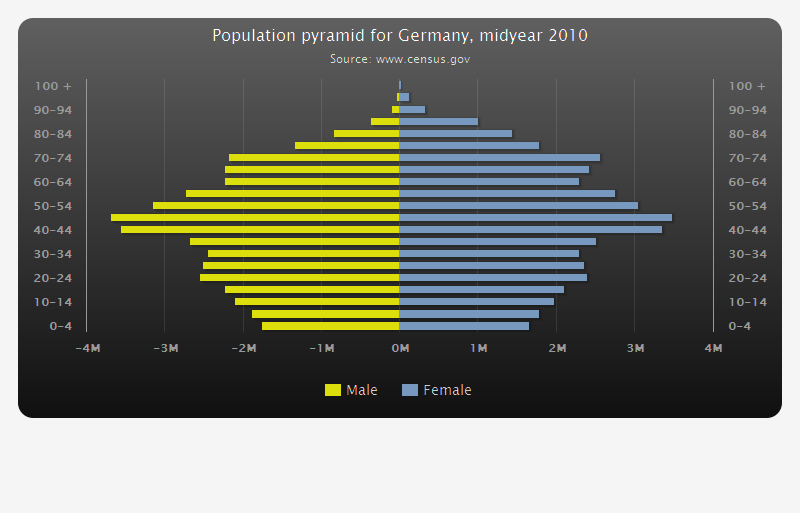 Population pyramid for Germany, midyear 2010
Source: www.census.gov
100 + 100 +
90-94 90-94
80-84 80-84
70-74 70-74
60-64 60-64
50-54 50-54
40-44 40-44
30-34 30-34
20-24 20-24
10-14 10-14
0-4 0-4
-4M -3M -2M -1M 0M 1M 2M 3M 4M
Male Female